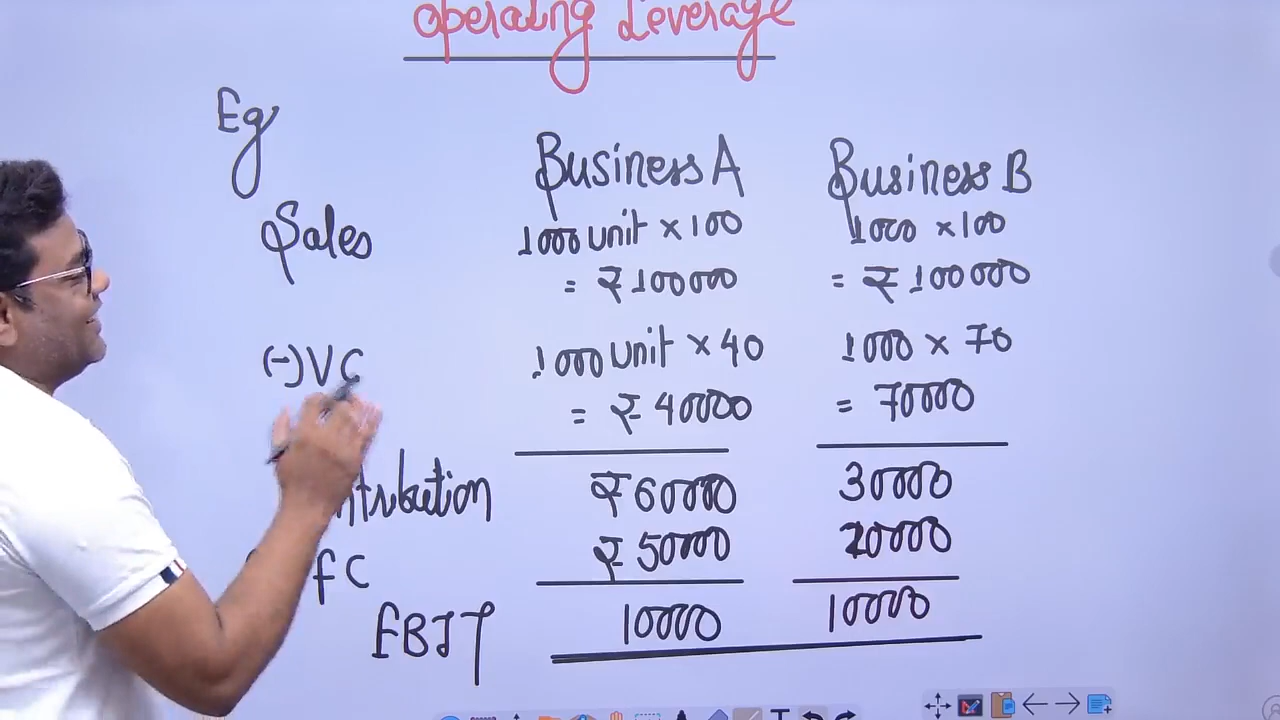 Operating Leverage
Eg
Business A Business B
Sales 1000 unit × 100 1000 × 100
= ₹ 100000 = ₹ 100000
(-) VC 1000 unit × 40 1000 × 70
= ₹ 40000 = 70000
₹ 60000 30000
FC ₹ 50000 20000
EBIT 10000 10000